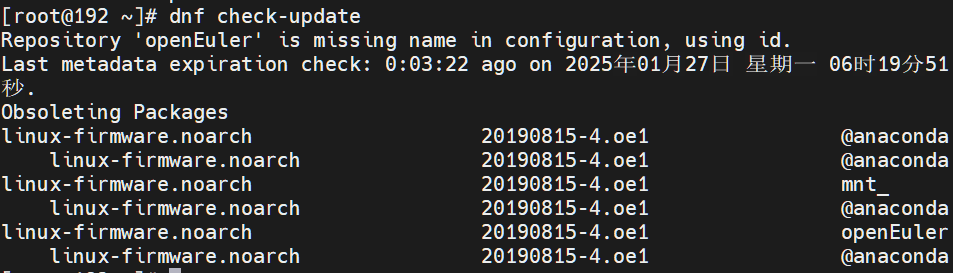 [root@192 ~]# dnf check-update
Repository 'openEuler' is missing name in configuration, using id.
Last metadata expiration check: 0:03:22 ago on 2025年01月27日 星期一 06时19分51
秒.
Obsoleting Packages
linux-firmware.noarch 20190815-4.oe1 @anaconda
    linux-firmware.noarch 20190815-4.oe1 @anaconda
linux-firmware.noarch 20190815-4.oe1 mnt_
    linux-firmware.noarch 20190815-4.oe1 @anaconda
linux-firmware.noarch 20190815-4.oe1 openEuler
    linux-firmware.noarch 20190815-4.oe1 @anaconda